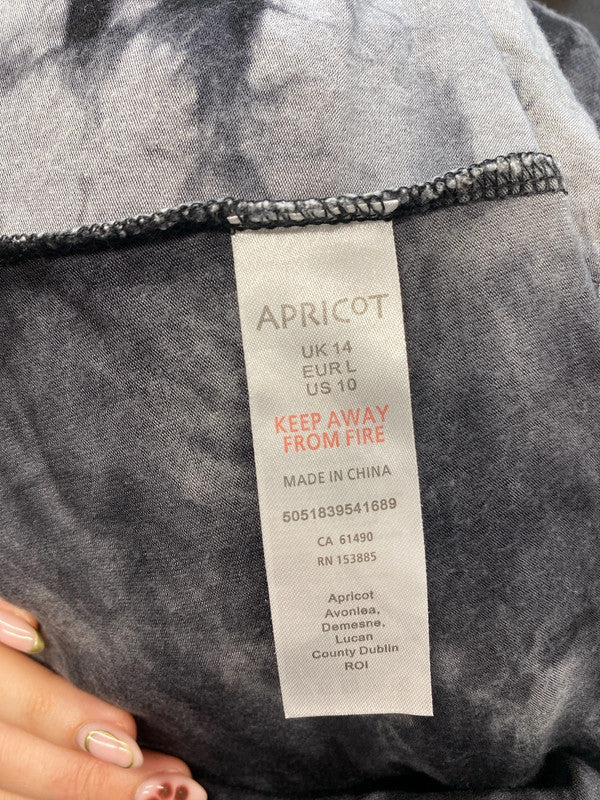 APRICOT
UK 14
EUR L
US 10
KEEP AWAY
FROM FIRE
MADE IN CHINA
5051839541689
CA 61490
RN 153885
Apricot
Avonlea,
Demesne,
Lucan
County Dublin
ROI